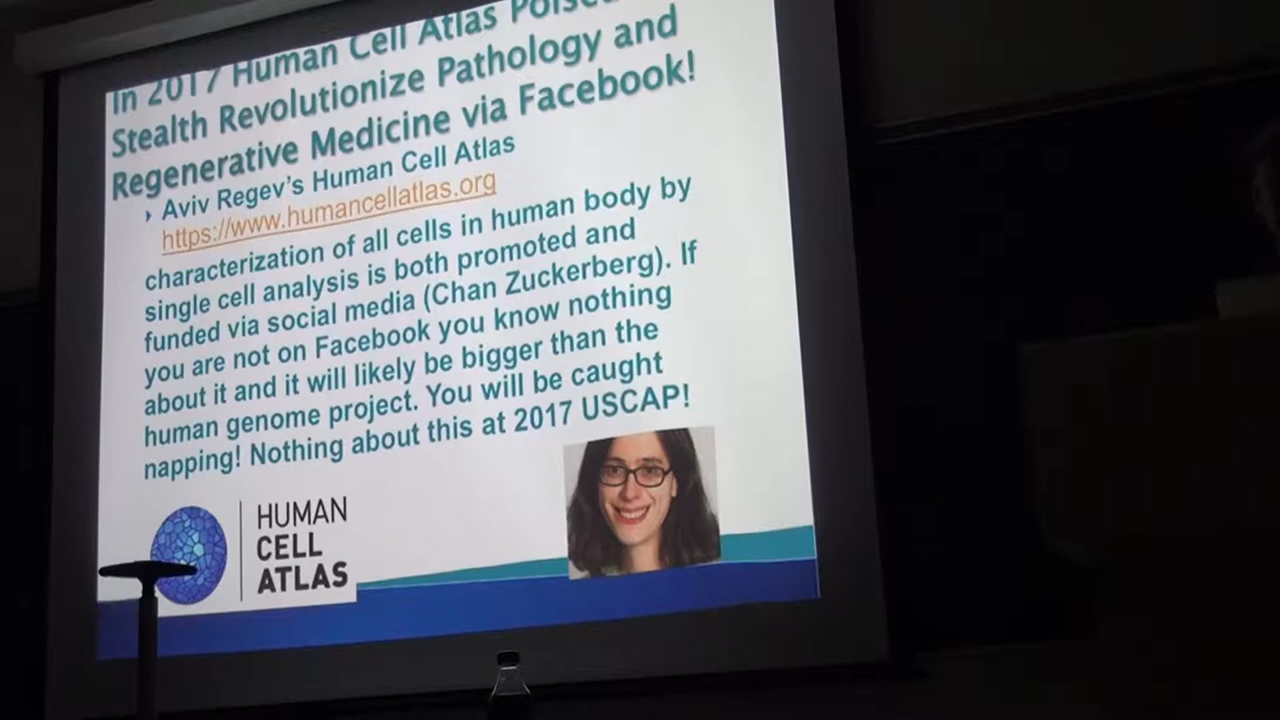 In 2017 Human Cell Atlas Poised
Stealth Revolutionize Pathology and
Regenerative Medicine via Facebook!
Aviv Regev's Human Cell Atlas
https://www.humancellatlas.org
characterization of all cells in human body by
single cell analysis is both promoted and
funded via social media (Chan Zuckerberg). If
you are not on Facebook you know nothing
about it and it will likely be bigger than the
human genome project. You will be caught
napping! Nothing about this at 2017 USCAP!
HUMAN
CELL
ATLAS